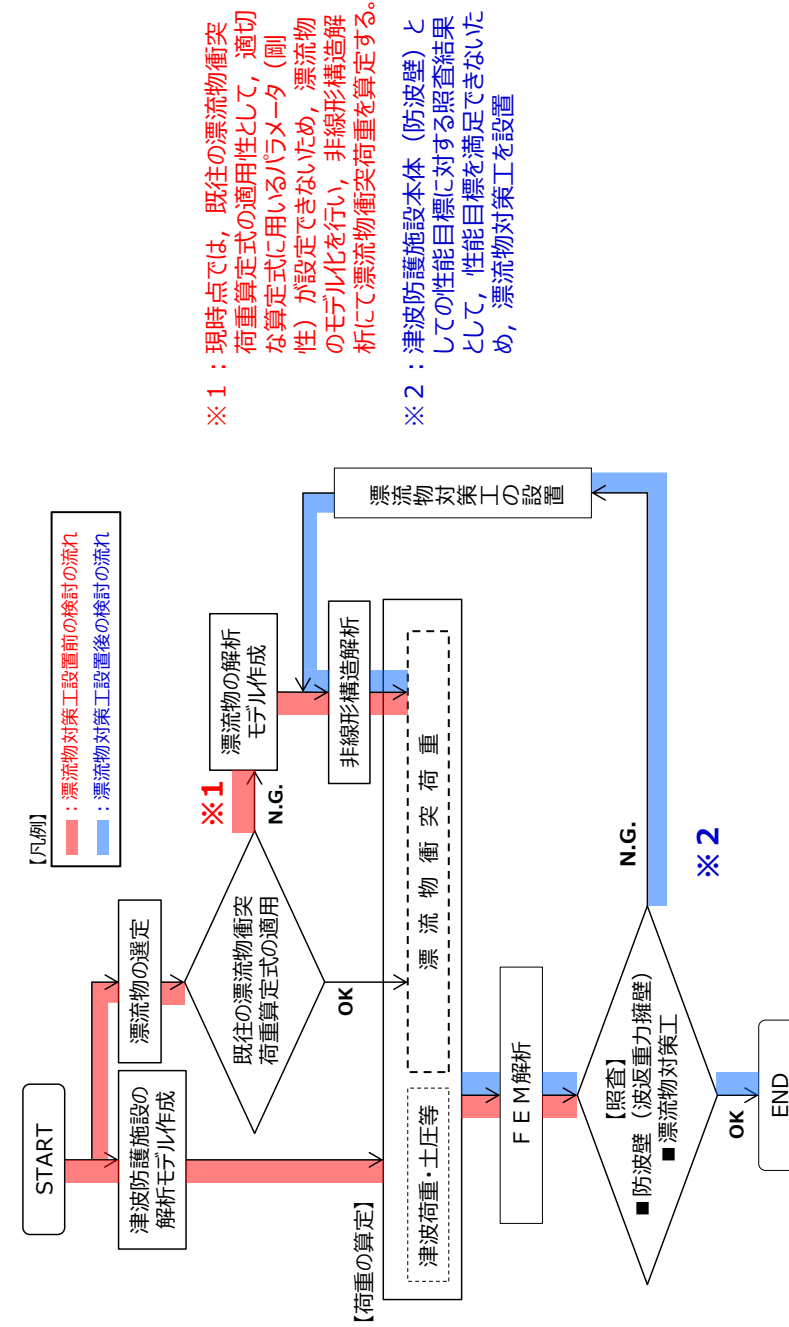 【凡例】
：漂流物対策工設置前の検討の流れ
：漂流物対策工設置後の検討の流れ
START
津波防護施設の
解析モデル作成
漂流物の選定
既往の漂流物衝突
荷重算定式の適用
※１
N.G.
OK
漂流物の解析
モデル作成
非線形構造解析
漂流物対策工の設置
【荷重の算定】
津波荷重・土圧等
漂流物衝突荷重
ＦＥＭ解析
【照査】
■防波壁（波返重力擁壁）
■漂流物対策工
N.G.
※２
OK
END
※１：現時点では，既往の漂流物衝突
荷重算定式の適用性として，適切
な算定式に用いるパラメータ（剛
性）が設定できないため，漂流物
のモデル化を行い，非線形構造解
析にて漂流物衝突荷重を算定する。
※２：津波防護施設本体（防波壁）と
しての性能目標に対する照査結果
として，性能目標を満足できないた
め，漂流物対策工を設置